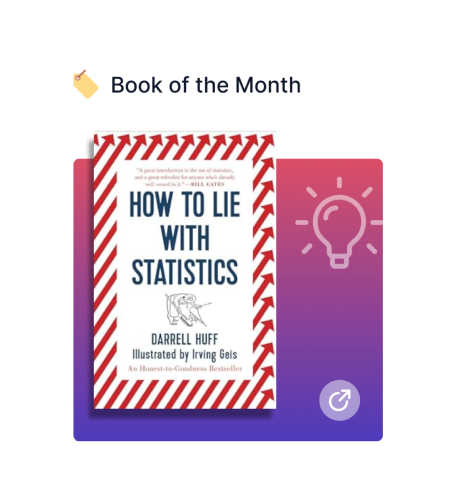 Book of the Month
"A great introduction to the use of statistics,
and a great refresher for anyone who's already
well versed in it." —BILL GATES
HOW TO LIE
WITH
STATISTICS
DARRELL HUFF
Illustrated by Irving Geis
An Honest-to-Goodness Bestseller